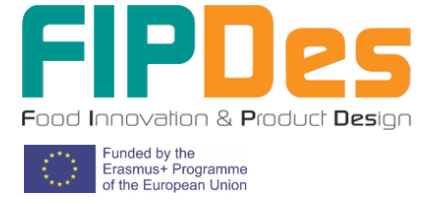 FIPDes
Food Innovation & Product Design
Funded by the
Erasmus+ Programme
of the European Union